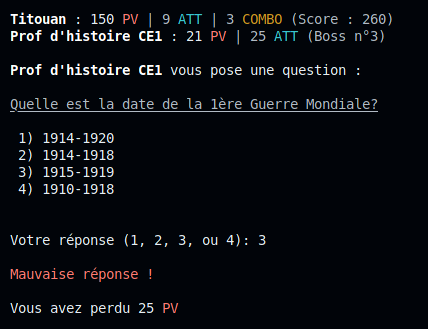 Titouan : 150 PV | 9 ATT | 3 COMBO (Score : 260)
Prof d'histoire CE1 : 21 PV | 25 ATT (Boss n°3)
Prof d'histoire CE1 vous pose une question :
Quelle est la date de la 1ère Guerre Mondiale?
1) 1914-1920
2) 1914-1918
3) 1915-1919
4) 1910-1918
Votre réponse (1, 2, 3, ou 4): 3
Mauvaise réponse !
Vous avez perdu 25 PV